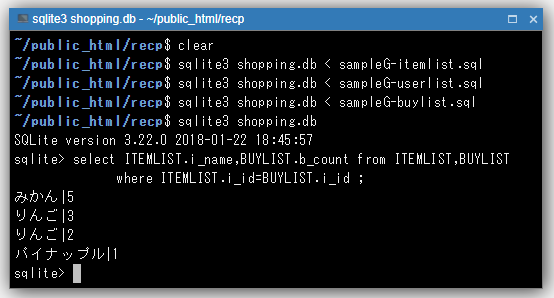 sqlite3 shopping.db - ~/public_html/recp
~/public_html/recp$ clear
~/public_html/recp$ sqlite3 shopping.db < sampleG-itemlist.sql
~/public_html/recp$ sqlite3 shopping.db < sampleG-userlist.sql
~/public_html/recp$ sqlite3 shopping.db < sampleG-buylist.sql
~/public_html/recp$ sqlite3 shopping.db
SQLite version 3.22.0 2018-01-22 18:45:57
sqlite> select ITEMLIST.i_name,BUYLIST.b_count from ITEMLIST,BUYLIST
where ITEMLIST.i_id=BUYLIST.i_id ;
みかん|5
りんご|3
りんご|2
パイナップル|1
sqlite>